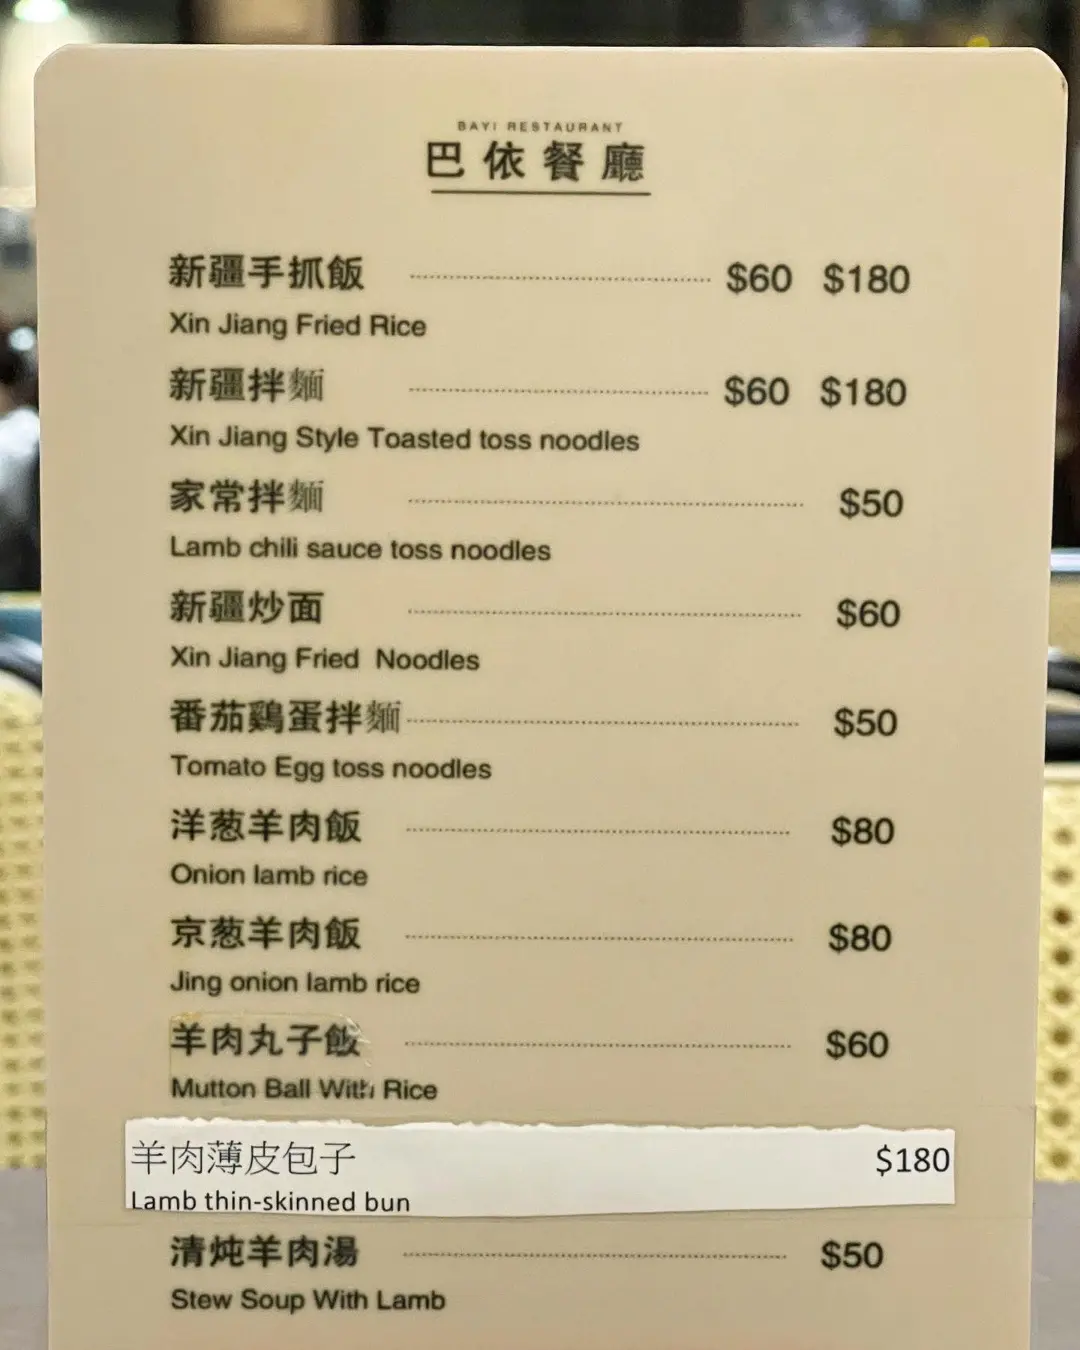 BAYI RESTAURANT
巴依餐廳
新疆手抓飯 $60 $180
Xin Jiang Fried Rice
新疆拌麵 $60 $180
Xin Jiang Style Toasted toss noodles
家常拌麵 $50
Lamb chili sauce toss noodles
新疆炒面 $60
Xin Jiang Fried Noodles
番茄鷄蛋拌麵 $50
Tomato Egg toss noodles
洋葱羊肉飯 $80
Onion lamb rice
京葱羊肉飯 $80
Jing onion lamb rice
羊肉丸子飯 $60
Mutton Ball With Rice
羊肉薄皮包子 $180
Lamb thin-skinned bun
清炖羊肉湯 $50
Stew Soup With Lamb